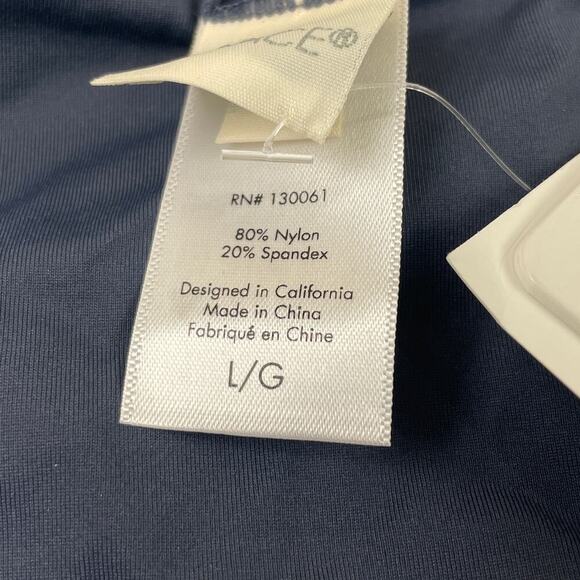 RN# 130061
80% Nylon
20% Spandex
Designed in California
Made in China
Fabriqué en Chine
L/G